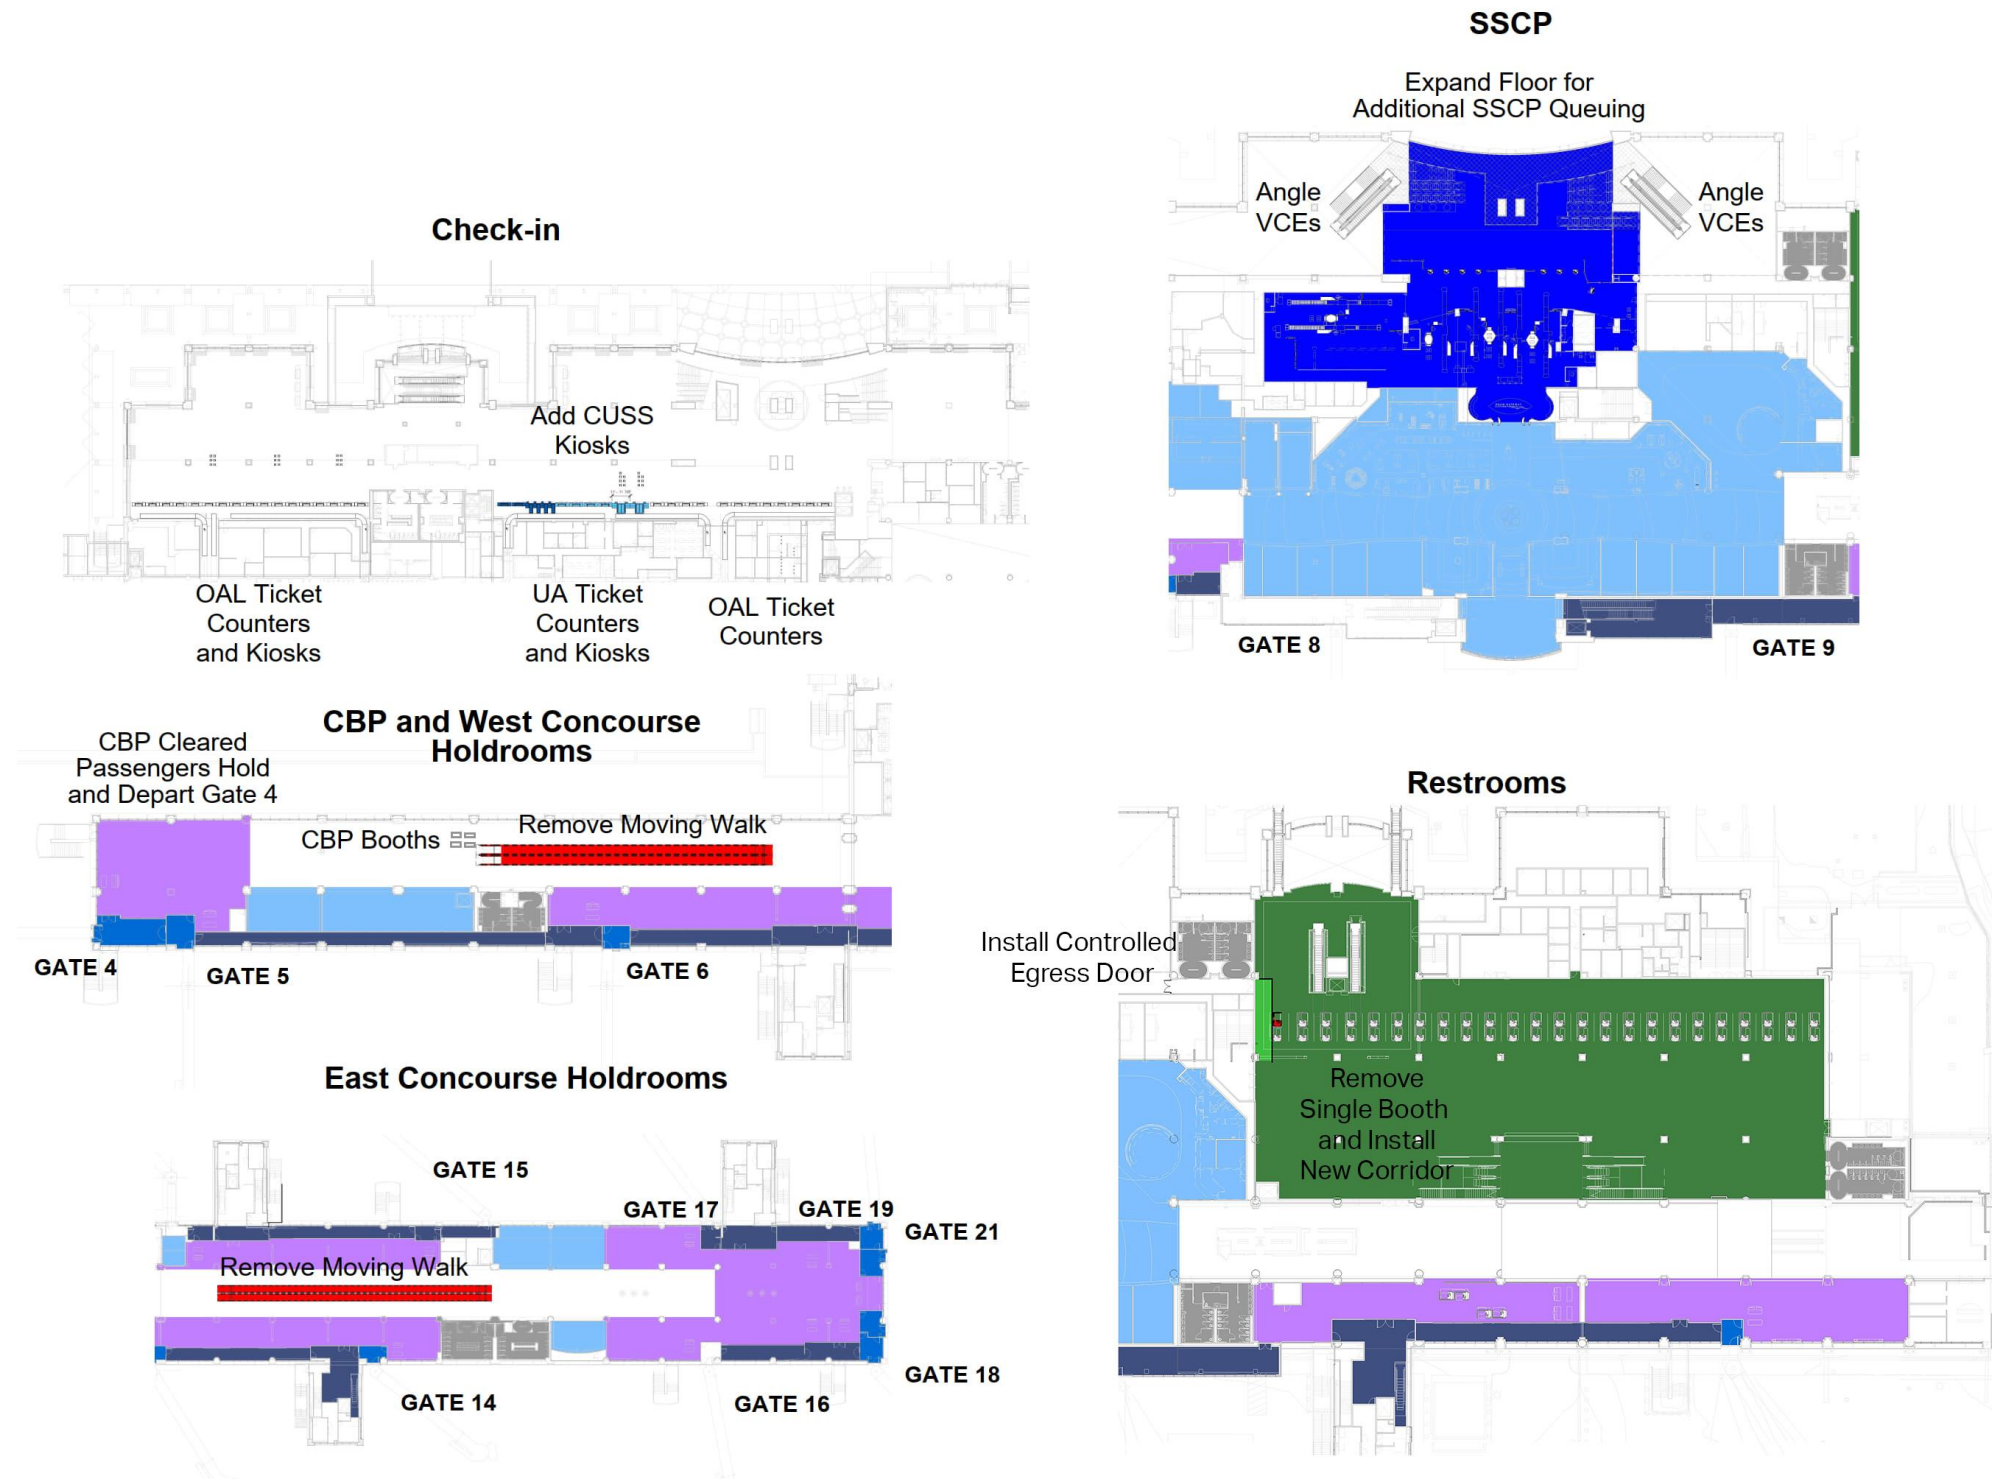 SSCP
Expand Floor for
Additional SSCP Queuing
Angle
VCEs
Angle
VCEs
GATE 8
GATE 9
Check-in
Add CUSS
Kiosks
OAL Ticket
Counters
and Kiosks
UA Ticket
Counters
and Kiosks
OAL Ticket
Counters
CBP and West Concourse
Holdrooms
CBP Cleared
Passengers Hold
and Depart Gate 4
CBP Booths
Remove Moving Walk
GATE 4
GATE 5
GATE 6
East Concourse Holdrooms
GATE 15
GATE 17
GATE 19
GATE 21
Remove Moving Walk
GATE 14
GATE 16
GATE 18
Restrooms
Install Controlled
Egress Door
Remove
Single Booth
and Install
New Corridor